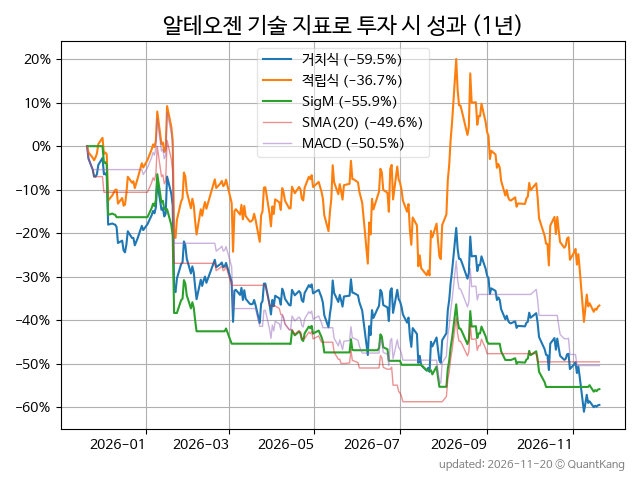 알테오젠 기술 지표로 투자 시 성과 (1년)
거치식 (−59.5%)
적립식 (−36.7%)
SigM (−55.9%)
SMA(20) (−49.6%)
MACD (−50.5%)
20%
10%
0%
−10%
−20%
−30%
−40%
−50%
−60%
2026-01 2026-03 2026-05 2026-07 2026-09 2026-11
updated: 2026-11-20 © QuantKang